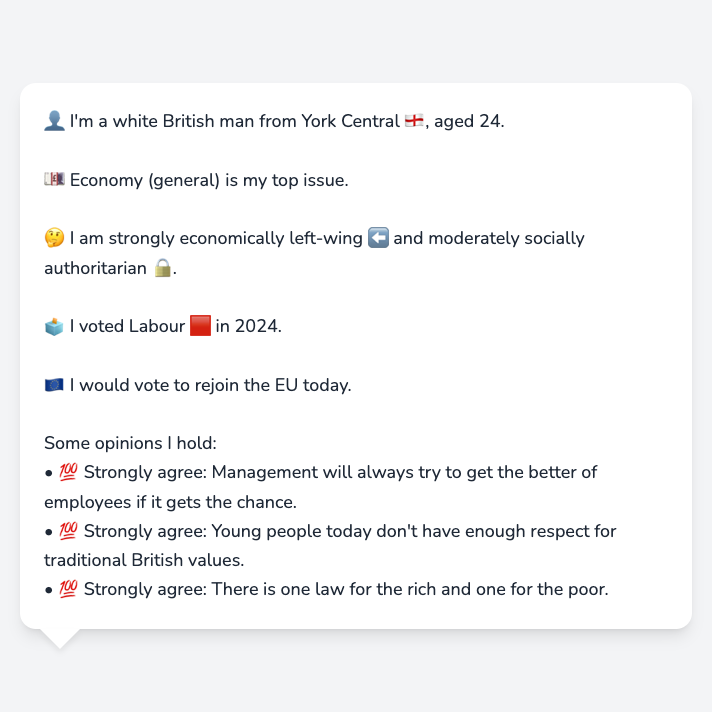 👤 I'm a white British man from York Central 🏴󠁧󠁢󠁥󠁮󠁧󠁿, aged 24.
💷 Economy (general) is my top issue.
🤔 I am strongly economically left-wing ⬅️ and moderately socially
authoritarian 🔒.
🗳️ I voted Labour 🟥 in 2024.
🇪🇺 I would vote to rejoin the EU today.
Some opinions I hold:
• 💯 Strongly agree: Management will always try to get the better of
employees if it gets the chance.
• 💯 Strongly agree: Young people today don't have enough respect for
traditional British values.
• 💯 Strongly agree: There is one law for the rich and one for the poor.